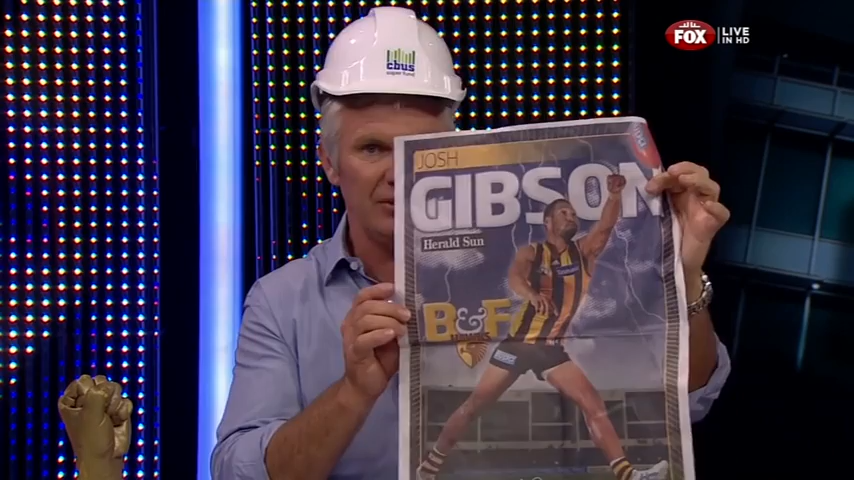 FOX
LIVE
IN HD
cbus
super fund
JOSH
GIBSON
Herald Sun
B&F